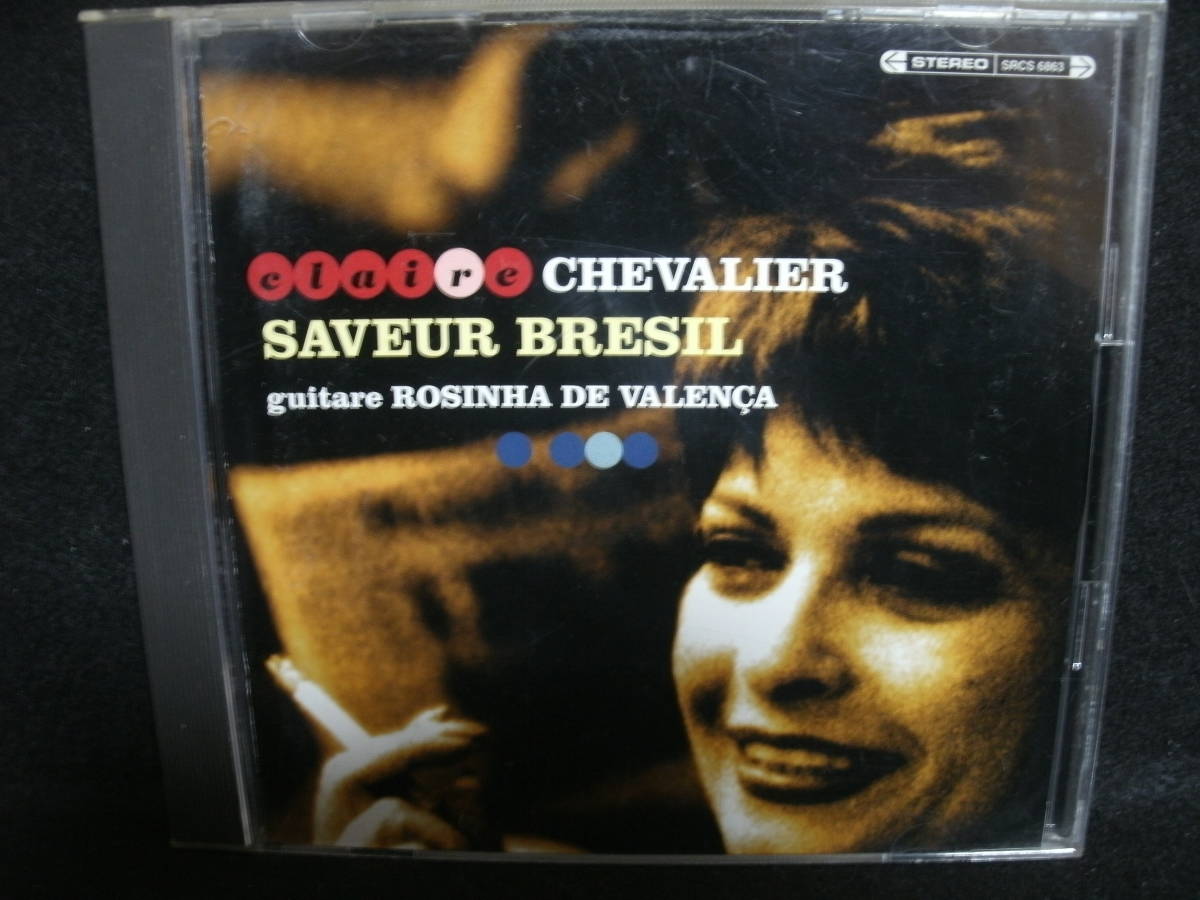 STEREO SRCS 6863
claire CHEVALIER
SAVEUR BRESIL
guitare ROSINHA DE VALENÇA